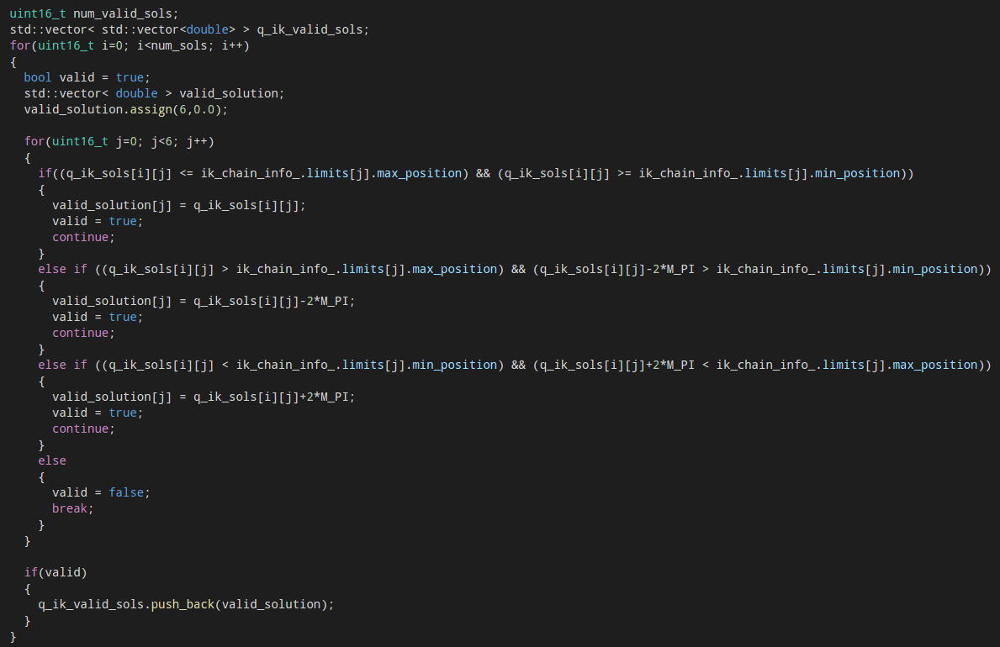 uint16_t num_valid_sols;
std::vector< std::vector<double> > q_ik_valid_sols;
for(uint16_t i=0; i<num_sols; i++)
{
  bool valid = true;
  std::vector< double > valid_solution;
  valid_solution.assign(6,0.0);

  for(uint16_t j=0; j<6; j++)
  {
    if((q_ik_sols[i][j] <= ik_chain_info_.limits[j].max_position) && (q_ik_sols[i][j] >= ik_chain_info_.limits[j].min_position))
    {
      valid_solution[j] = q_ik_sols[i][j];
      valid = true;
      continue;
    }
    else if ((q_ik_sols[i][j] > ik_chain_info_.limits[j].max_position) && (q_ik_sols[i][j]-2*M_PI > ik_chain_info_.limits[j].min_position))
    {
      valid_solution[j] = q_ik_sols[i][j]-2*M_PI;
      valid = true;
      continue;
    }
    else if ((q_ik_sols[i][j] < ik_chain_info_.limits[j].min_position) && (q_ik_sols[i][j]+2*M_PI < ik_chain_info_.limits[j].max_position))
    {
      valid_solution[j] = q_ik_sols[i][j]+2*M_PI;
      valid = true;
      continue;
    }
    else
    {
      valid = false;
      break;
    }
  }

  if(valid)
  {
    q_ik_valid_sols.push_back(valid_solution);
  }
}